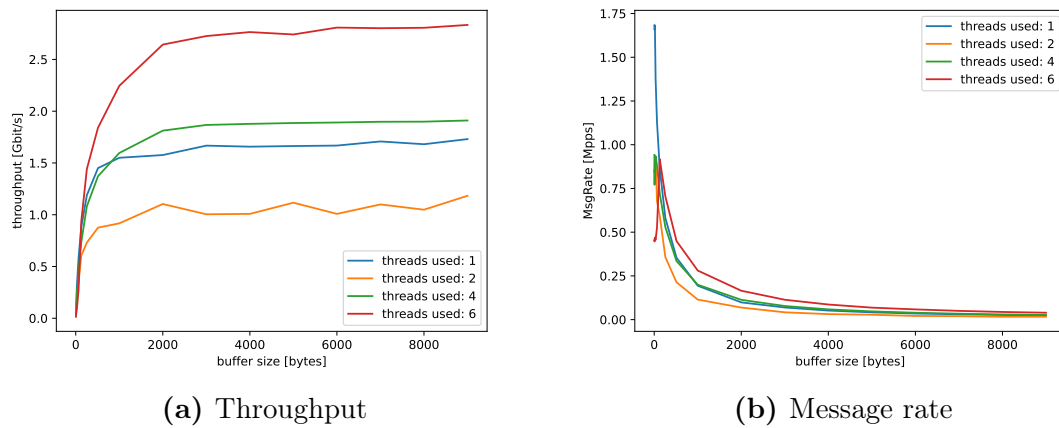 2.5
2.0
1.5
1.0
0.5
0.0
throughput [Gbit/s]
threads used: 1
threads used: 2
threads used: 4
threads used: 6
0 2000 4000 6000 8000
buffer size [bytes]
(a) Throughput
1.75
1.50
1.25
1.00
0.75
0.50
0.25
0.00
MsgRate [Mpps]
threads used: 1
threads used: 2
threads used: 4
threads used: 6
0 2000 4000 6000 8000
buffer size [bytes]
(b) Message rate